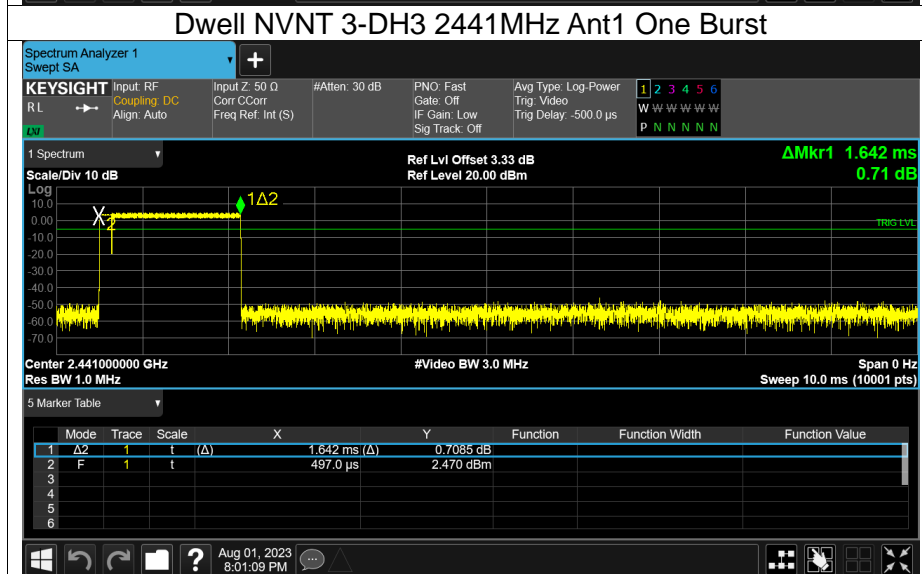 Dwell NVNT 3-DH3 2441MHz Ant1 One Burst
Spectrum Analyzer 1
Swept SA
+
KEYSIGHT Input: RF Input Z: 50 Ω #Atten: 30 dB PNO: Fast Avg Type: Log-Power 1 2 3 4 5 6
R L Coupling: DC Corr CCorr Gate: Off Trig: Video W W W W W W
Align: Auto Freq Ref: Int (S) IF Gain: Low Trig Delay: -500.0 µs
LXI Sig Track: Off P N N N N N
1 Spectrum Ref Lvl Offset 3.33 dB ΔMkr1 1.642 ms
Scale/Div 10 dB Ref Level 20.00 dBm 0.71 dB
Log
10.0 1Δ2
0.00 X2 TRIG LVL
-10.0
-20.0
-30.0
-40.0
-50.0
-60.0
-70.0
Center 2.441000000 GHz #Video BW 3.0 MHz Span 0 Hz
Res BW 1.0 MHz Sweep 10.0 ms (10001 pts)
5 Marker Table
Mode Trace Scale X Y Function Function Width Function Value
1 Δ2 1 t (Δ) 1.642 ms (Δ) 0.7085 dB
2 F 1 t 497.0 µs 2.470 dBm
3
4
5
6
? Aug 01, 2023
8:01:09 PM